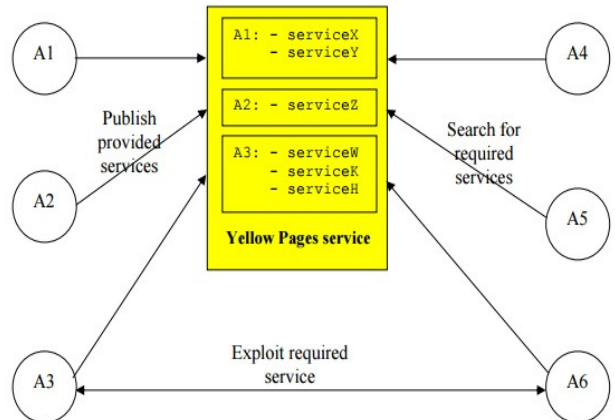 A1
A1: - serviceX
- serviceY
A4
Publish
provided
services
A2: - serviceZ
Search for
required
services
A2
A3: - serviceW
- serviceK
- serviceH
A5
Yellow Pages service
A3
Exploit required
service
A6